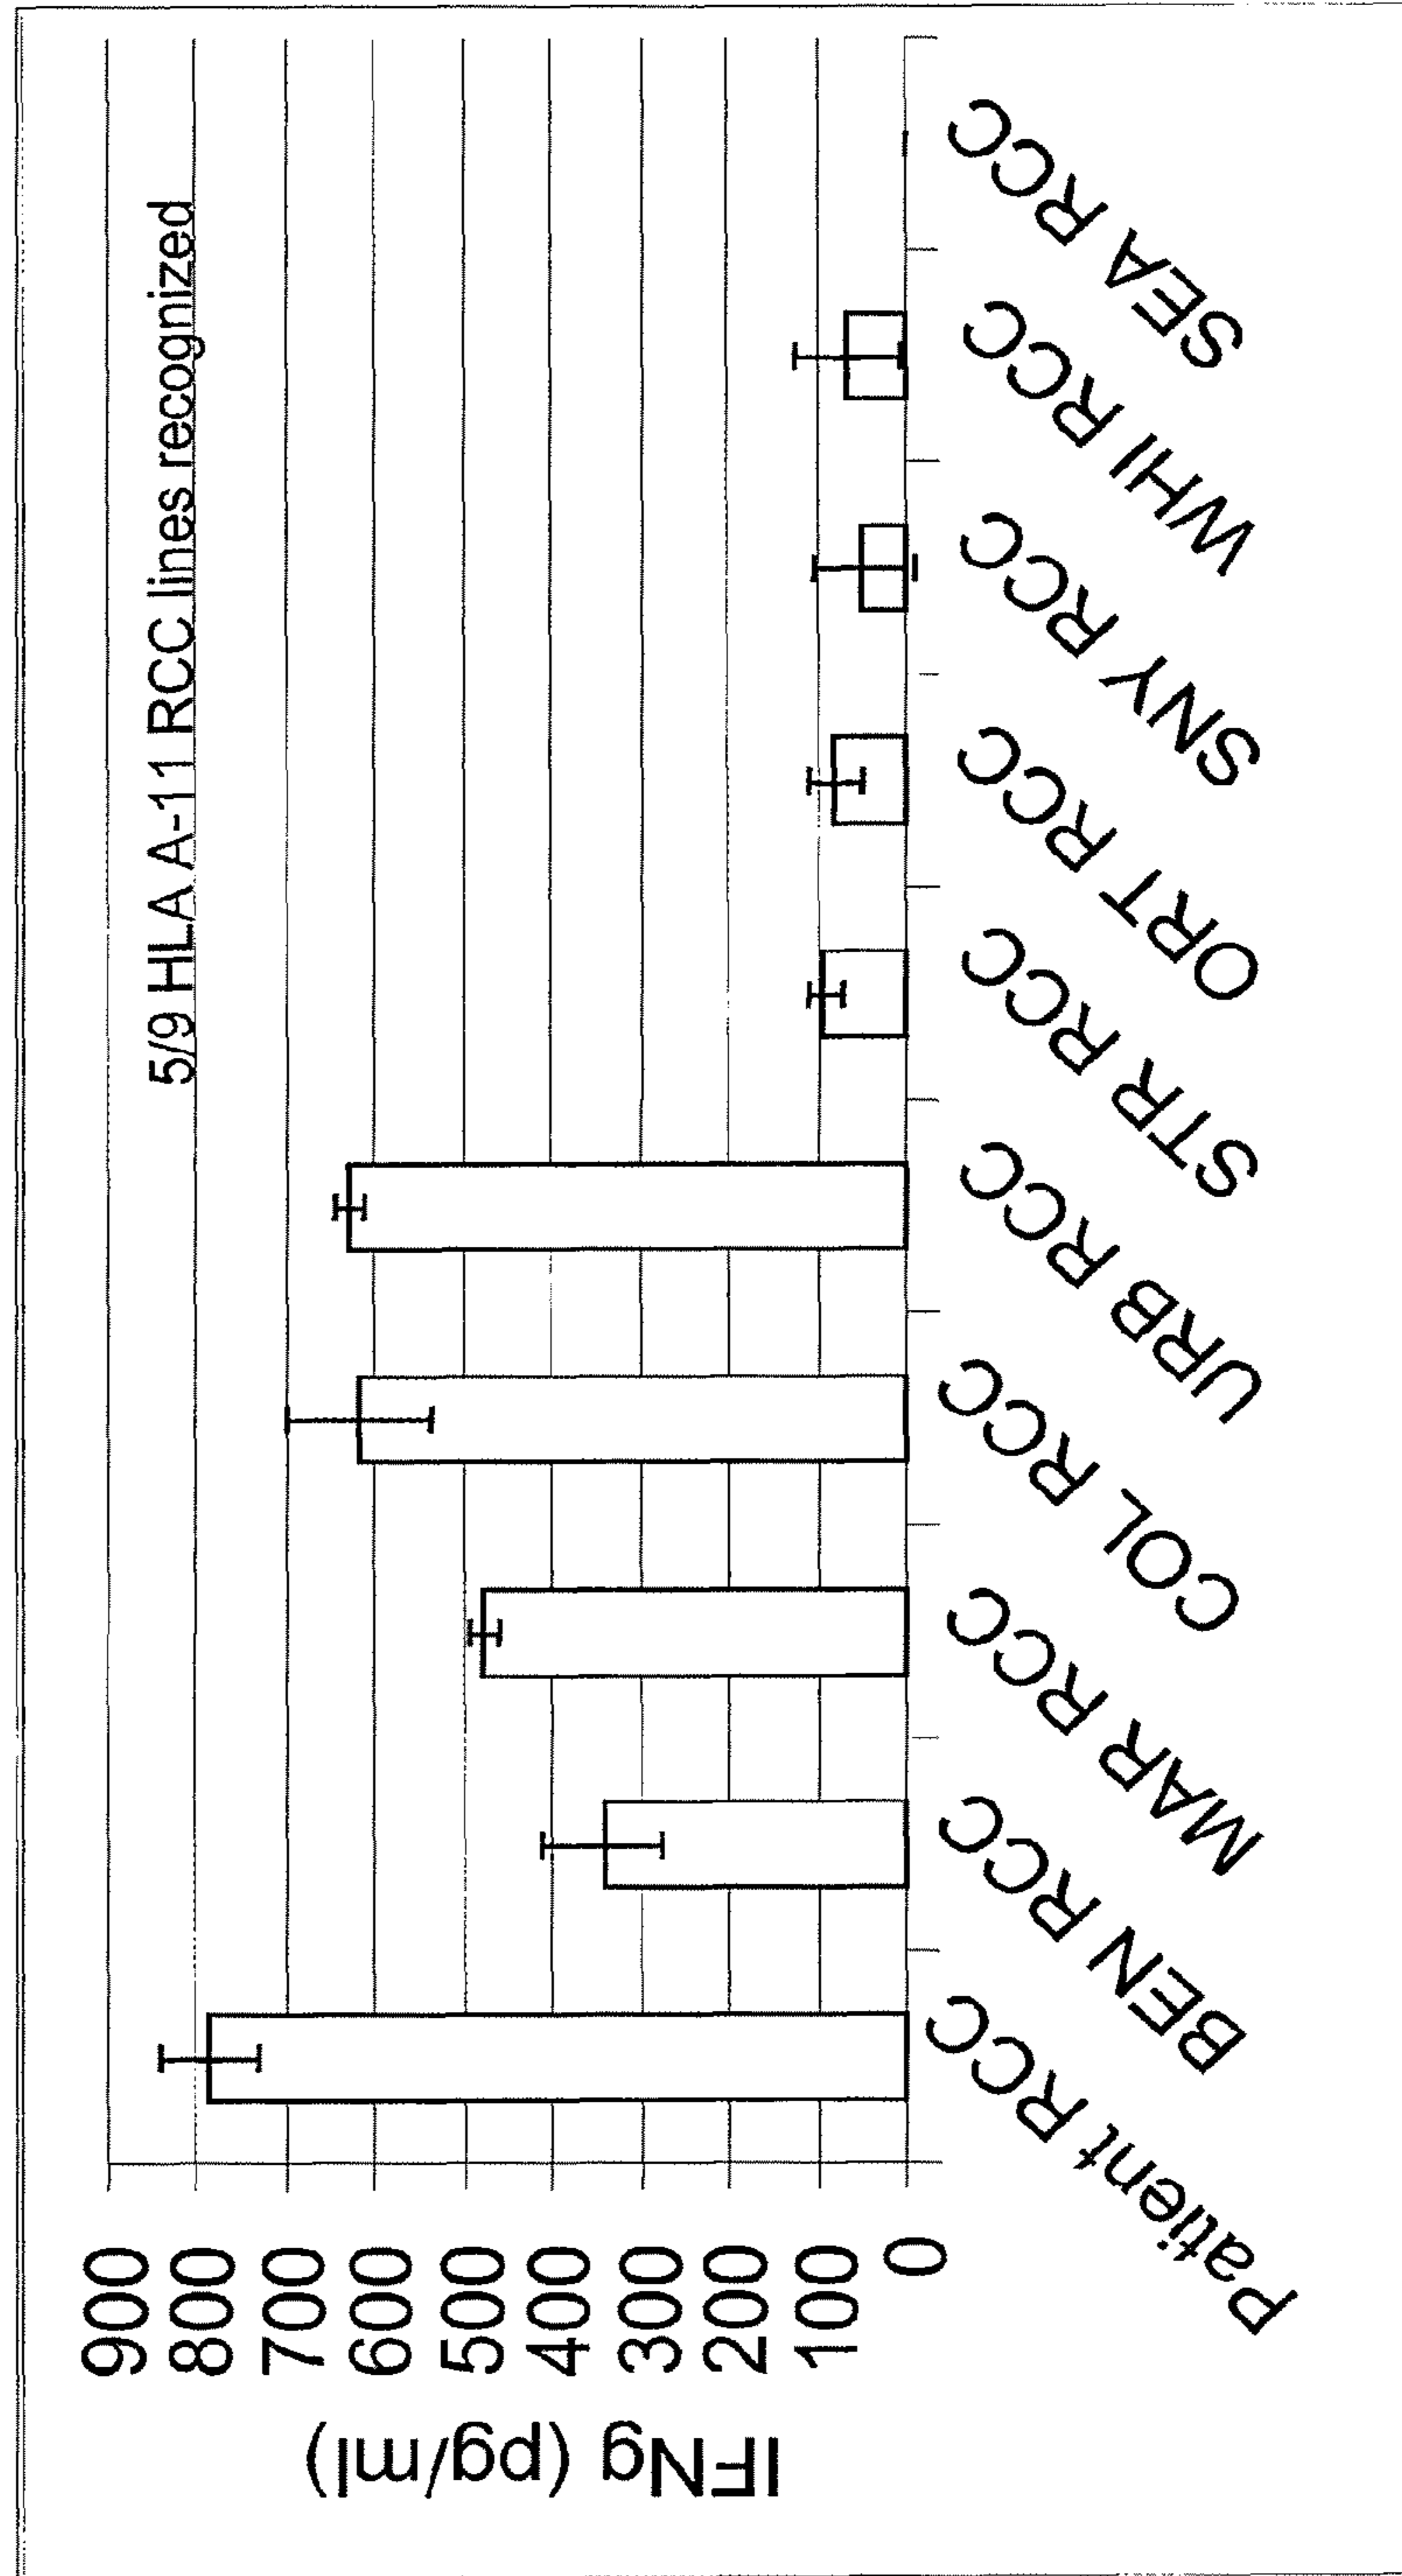 5/9 HLA A-11 RCC lines recognized
IFNg (pg/ml)
900
800
700
600
500
400
300
200
100
0
Patient RCC
BEN RCC
MAR RCC
COL RCC
URB RCC
STR RCC
ORT RCC
SNY RCC
WHI RCC
SEA RCC